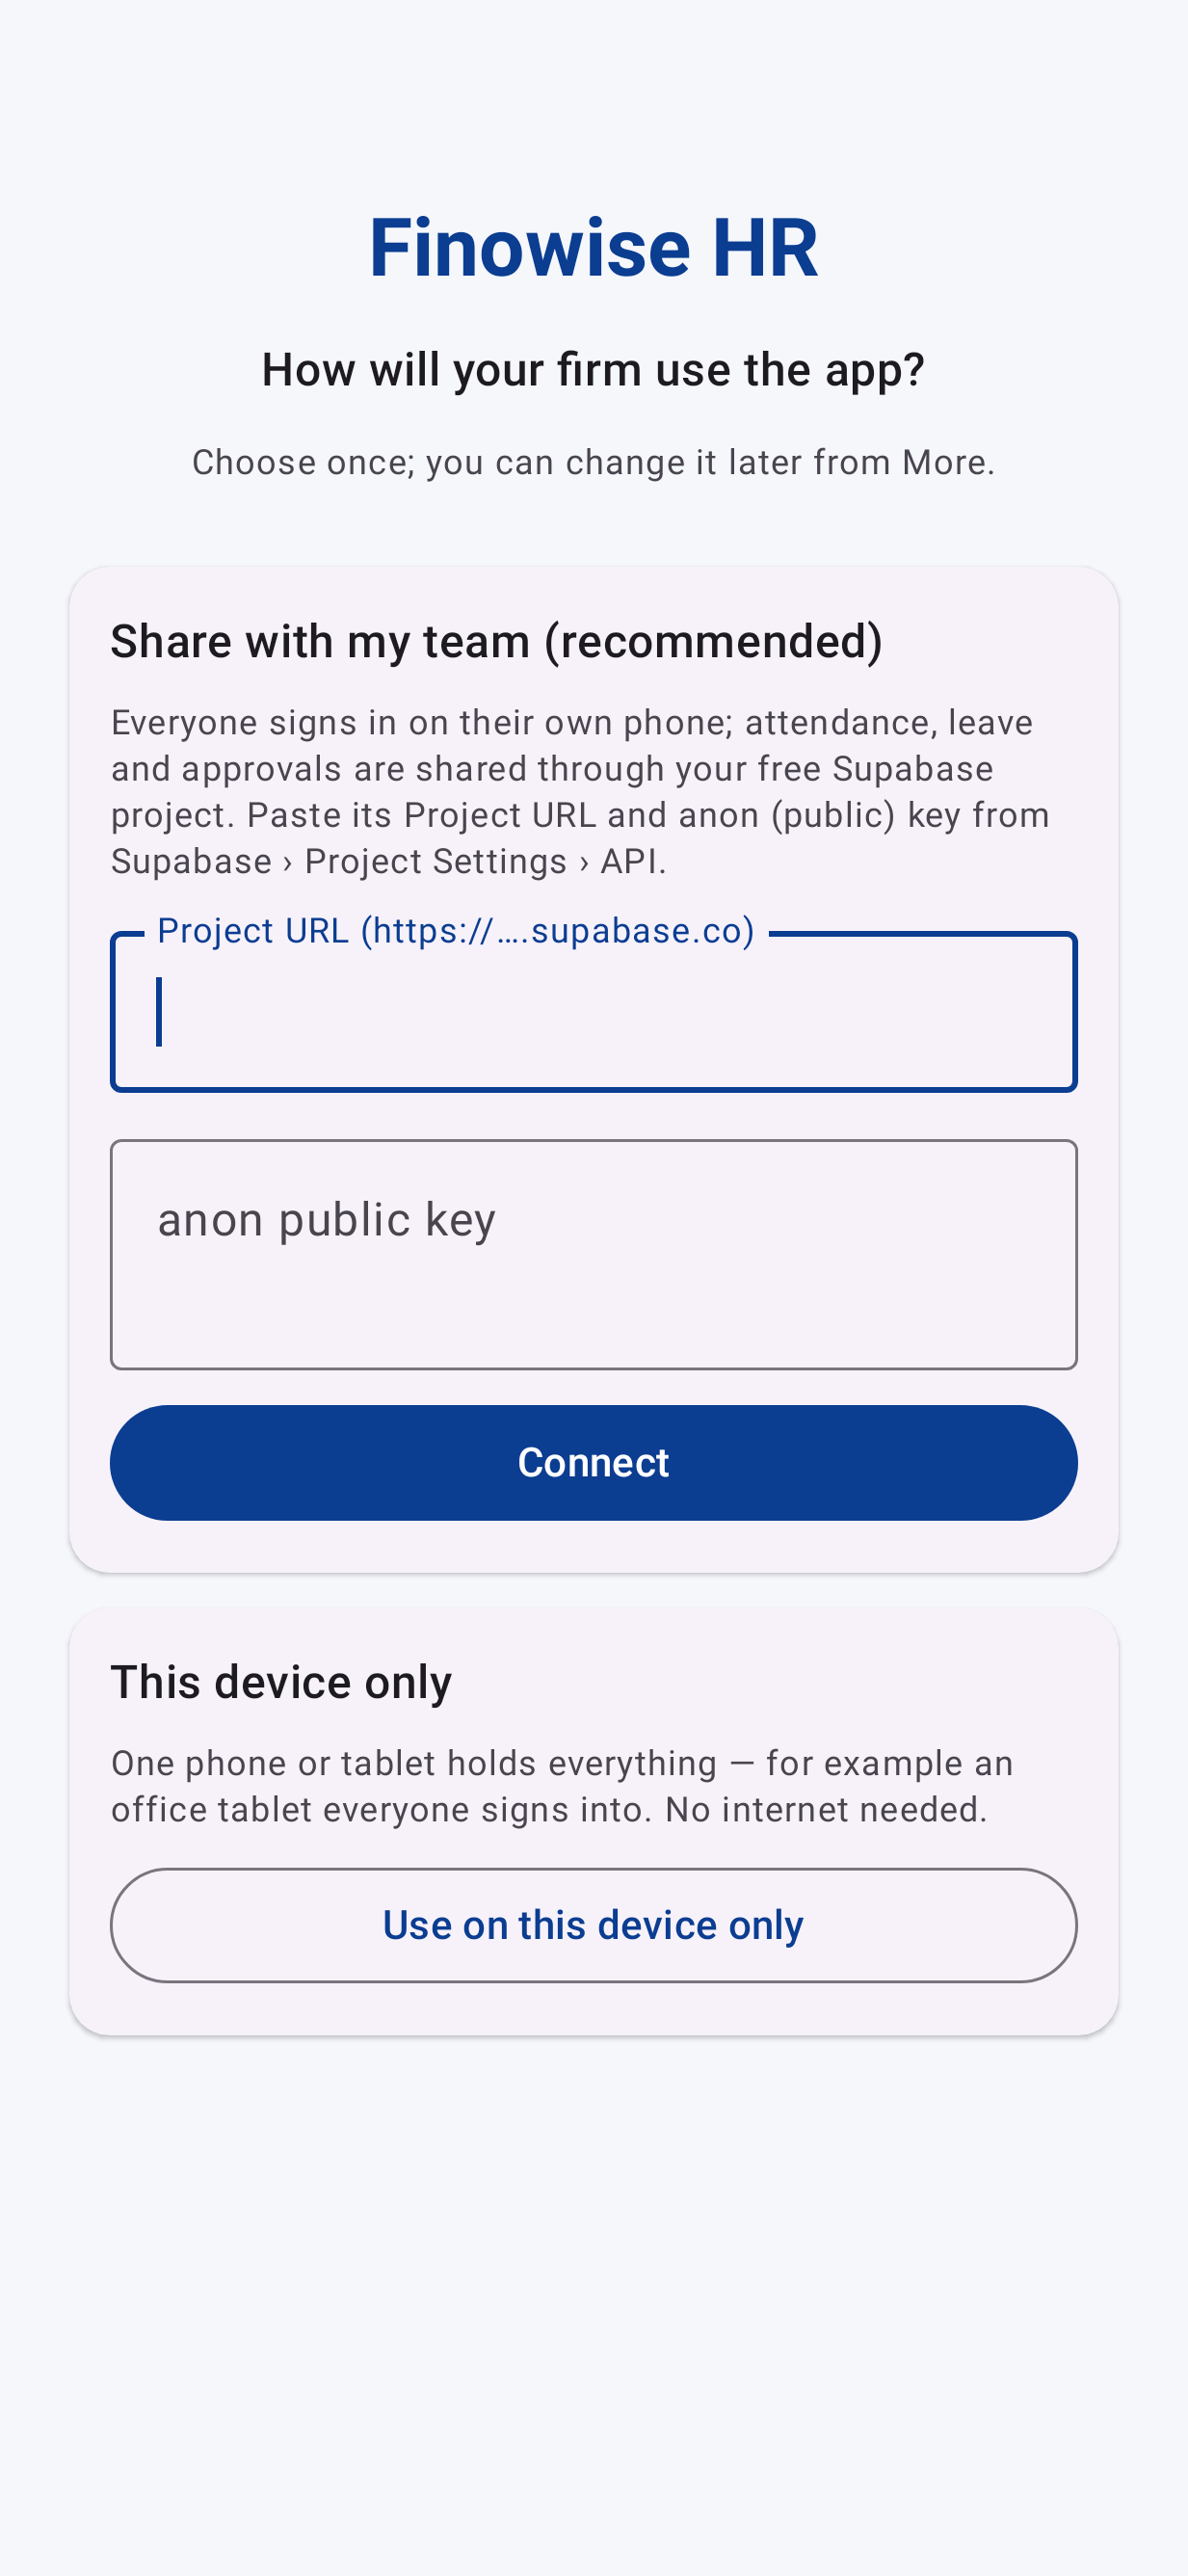 Finowise HR
How will your firm use the app?
Choose once; you can change it later from More.
Share with my team (recommended)
Everyone signs in on their own phone; attendance, leave
and approvals are shared through your free Supabase
project. Paste its Project URL and anon (public) key from
Supabase › Project Settings › API.
Project URL (https://….supabase.co)
anon public key
Connect
This device only
One phone or tablet holds everything — for example an
office tablet everyone signs into. No internet needed.
Use on this device only